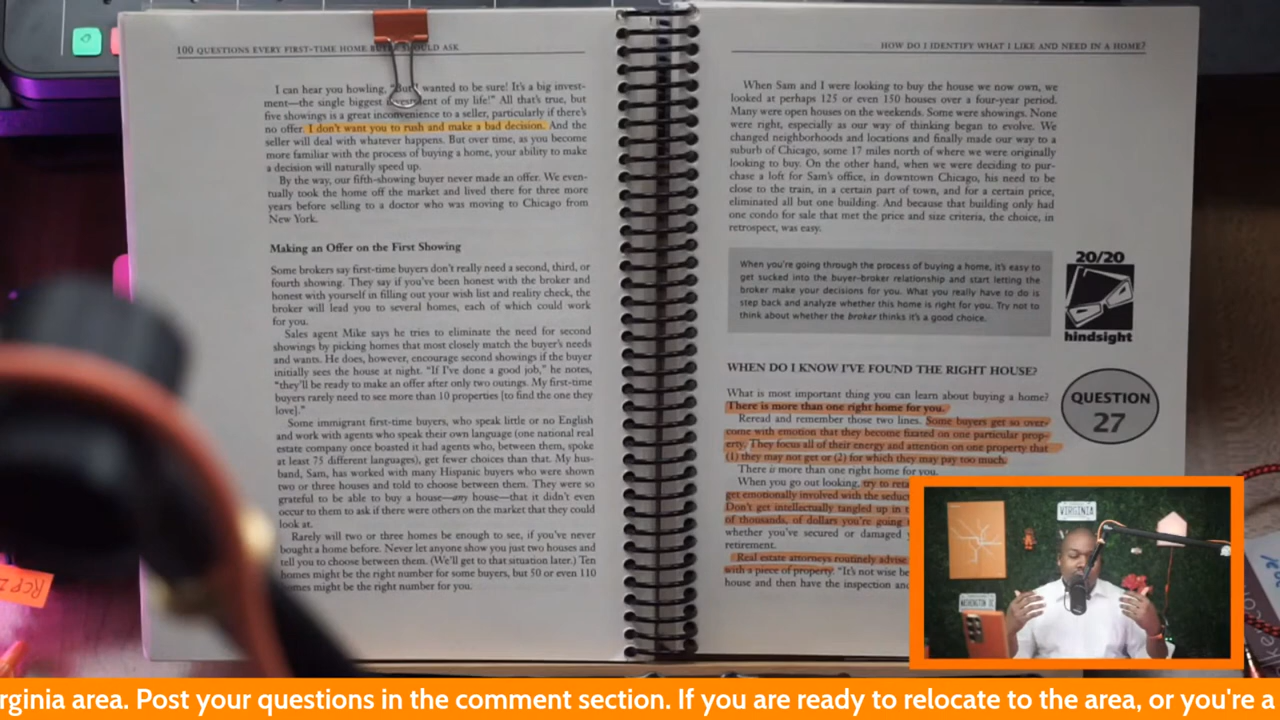 100 QUESTIONS EVERY FIRST-TIME HOME BUYER SHOULD ASK
I can hear you howling, "But I wanted to be sure! It's a big invest-
ment—the single biggest investment of my life!" All that's true, but
five showings is a great inconvenience to a seller, particularly if there's
no offer. I don't want you to rush and make a bad decision. And the
seller will deal with whatever happens. But over time, as you become
more familiar with the process of buying a home, your ability to make
a decision will naturally speed up.
By the way, our fifth-showing buyer never made an offer. We even-
tually took the home off the market and lived there for three more
years before selling to a doctor who was moving to Chicago from
New York.
Making an Offer on the First Showing
Some brokers say first-time buyers don't really need a second, third, or
fourth showing. They say if you've been honest with the broker and
honest with yourself in filling out your wish list and reality check, the
broker will lead you to several homes, each of which could work
for you.
Sales agent Mike says he tries to eliminate the need for second
showings by picking homes that most closely match the buyer's needs
and wants. He does, however, encourage second showings if the buyer
initially sees the house at night. "If I've done a good job," he notes,
"they'll be ready to make an offer after only two outings. My first-time
buyers rarely need to see more than 10 properties [to find the one they
love]."
Some immigrant first-time buyers, who speak little or no English
and work with agents who speak their own language (one national real
estate company once boasted it had agents who, between them, spoke
at least 75 different languages), get fewer choices than that. My hus-
band, Sam, has worked with many Hispanic buyers who were shown
two or three houses and told to choose between them. They were so
grateful to be able to buy a house—any house—that it didn't even
occur to them to ask if there were others on the market that they could
look at.
Rarely will two or three homes be enough to see, if you've never
bought a home before. Never let anyone show you just two houses and
tell you to choose between them. (We'll get to that situation later.) Ten
homes might be the right number for some buyers, but 50 or even 110
homes might be the right number for you.
HOW DO I IDENTIFY WHAT I LIKE AND NEED IN A HOME?
When Sam and I were looking to buy the house we now own, we
looked at perhaps 125 or even 150 houses over a four-year period.
Many were open houses on the weekends. Some were showings. None
were right, especially as our way of thinking began to evolve. We
changed neighborhoods and locations and finally made our way to a
suburb of Chicago, some 17 miles north of where we were originally
looking to buy. On the other hand, when we were deciding to pur-
chase a loft for Sam's office, in downtown Chicago, his need to be
close to the train, in a certain part of town, and for a certain price,
eliminated all but one building. And because that building only had
one condo for sale that met the price and size criteria, the choice, in
retrospect, was easy.
When you're going through the process of buying a home, it's easy to
get sucked into the buyer-broker relationship and start letting the
broker make your decisions for you. What you really have to do is
step back and analyze whether this home is right for you. Try not to
think about whether the broker thinks it's a good choice.
20/20
hindsight
WHEN DO I KNOW I'VE FOUND THE RIGHT HOUSE?
QUESTION
27
What is most important thing you can learn about buying a home?
There is more than one right home for you.
Reread and remember those two lines. Some buyers get so over-
come with emotion that they become fixated on one particular prop-
erty. They focus all of their energy and attention on one property that
(1) they may not get or (2) for which they may pay too much.
There is more than one right home for you.
When you go out looking, try to reta
get emotionally involved with the seduc
Don't get intellectually tangled up in t
of thousands, of dollars you're going
whether you've secured or damaged y
retirement.
Real estate attorneys routinely advise
with a piece of property. "It's not wise be
house and then have the inspection an
VIRGINIA
WASHINGTON DC
RCP
rginia area. Post your questions in the comment section. If you are ready to relocate to the area, or you're a